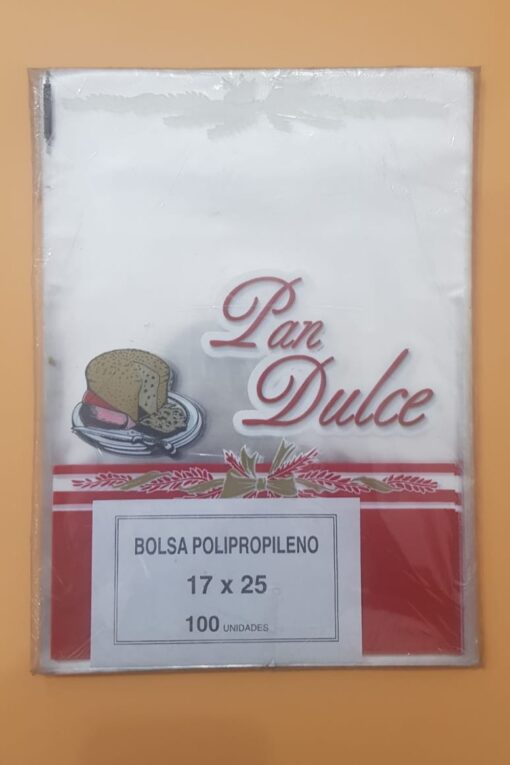 Pan
Dulce
BOLSA POLIPROPILENO
17 x 25
100 UNIDADES